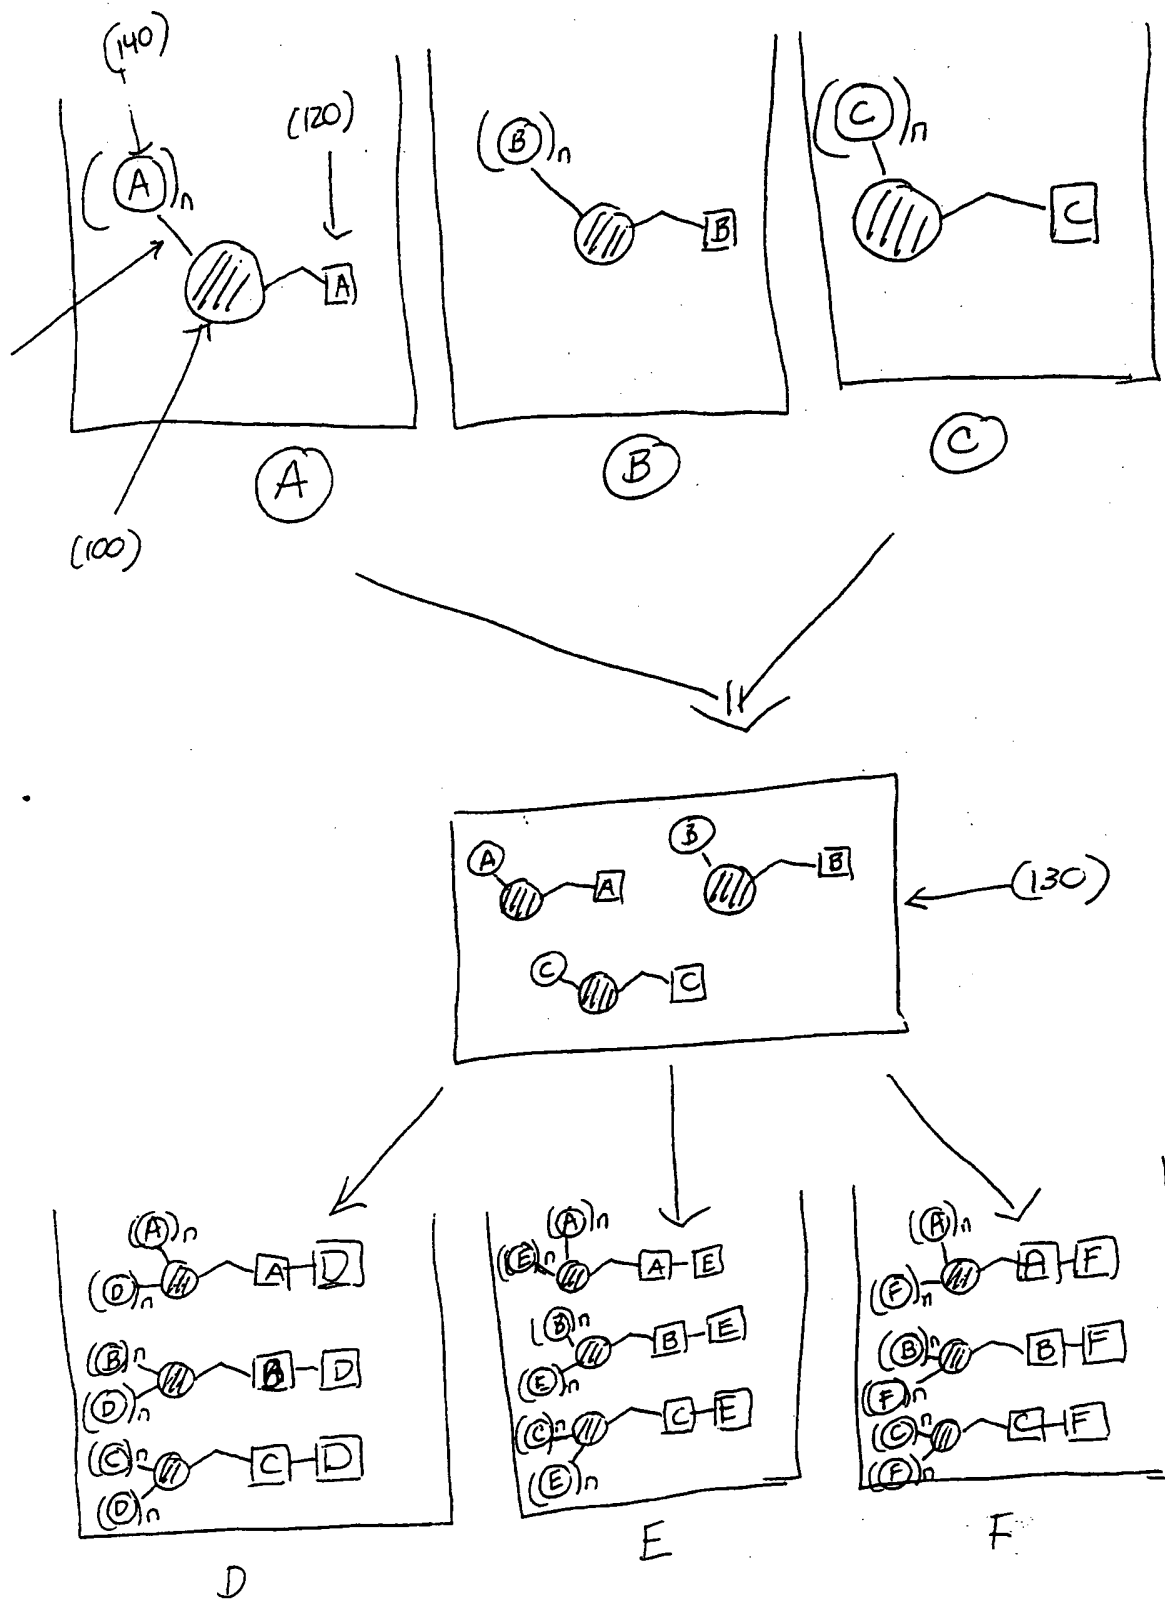 (140)
(120)
(A)n
A
(B)n
B
(C)n
C
A
B
C
(100)
A
A
B
B
C
C
(130)
(A)n
(D)n
A D
(B)n
(D)n
B D
(C)n
(D)n
C D
(A)n
(E)n
A E
(B)n
(E)n
B E
(C)n
(E)n
C E
(A)n
(F)n
A F
(B)n
(F)n
B F
(C)n
(F)n
C F
D
E
F